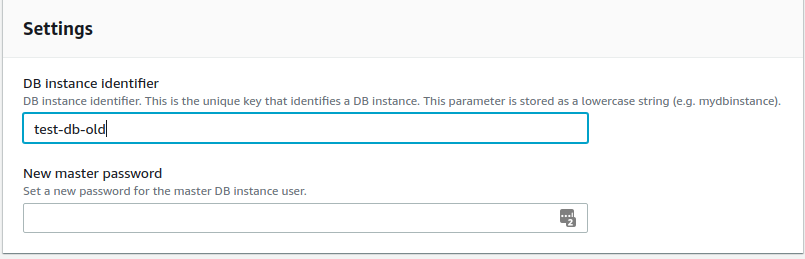 Settings
DB instance identifier
DB instance identifier. This is the unique key that identifies a DB instance. This parameter is stored as a lowercase string (e.g. mydbinstance).
test-db-old
New master password
Set a new password for the master DB instance user.
2